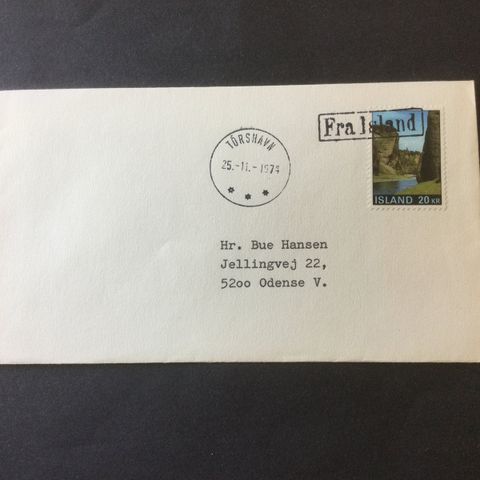 Fra Island
TÓRSHAVN
25.-11.-1974
ISLAND 20 KR
Hr. Bue Hansen
Jellingvej 22,
52oo Odense V.